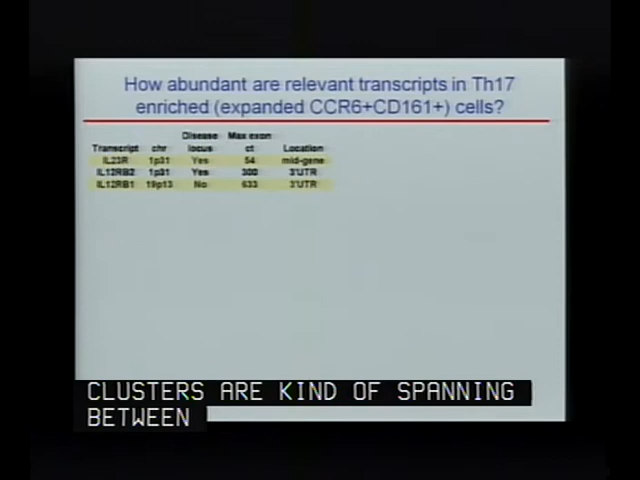 How abundant are relevant transcripts in Th17
enriched (expanded CCR6+CD161+) cells?
Disease Max exon
Transcript chr locus ct Location
IL23R 1p31 Yes 54 mid-gene
IL12RB2 1p31 Yes 300 3'UTR
IL12RB1 19p13 No 633 3'UTR
CLUSTERS ARE KIND OF SPANNING
BETWEEN